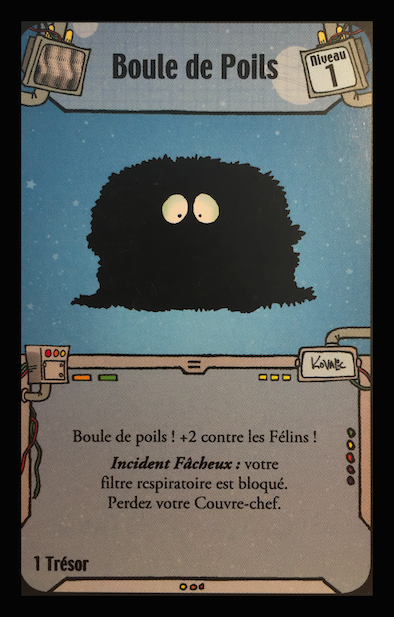 Boule de Poils
Niveau
1
Kovalic
Boule de poils ! +2 contre les Félins !
Incident Fâcheux : votre
filtre respiratoire est bloqué.
Perdez votre Couvre-chef.
1 Trésor